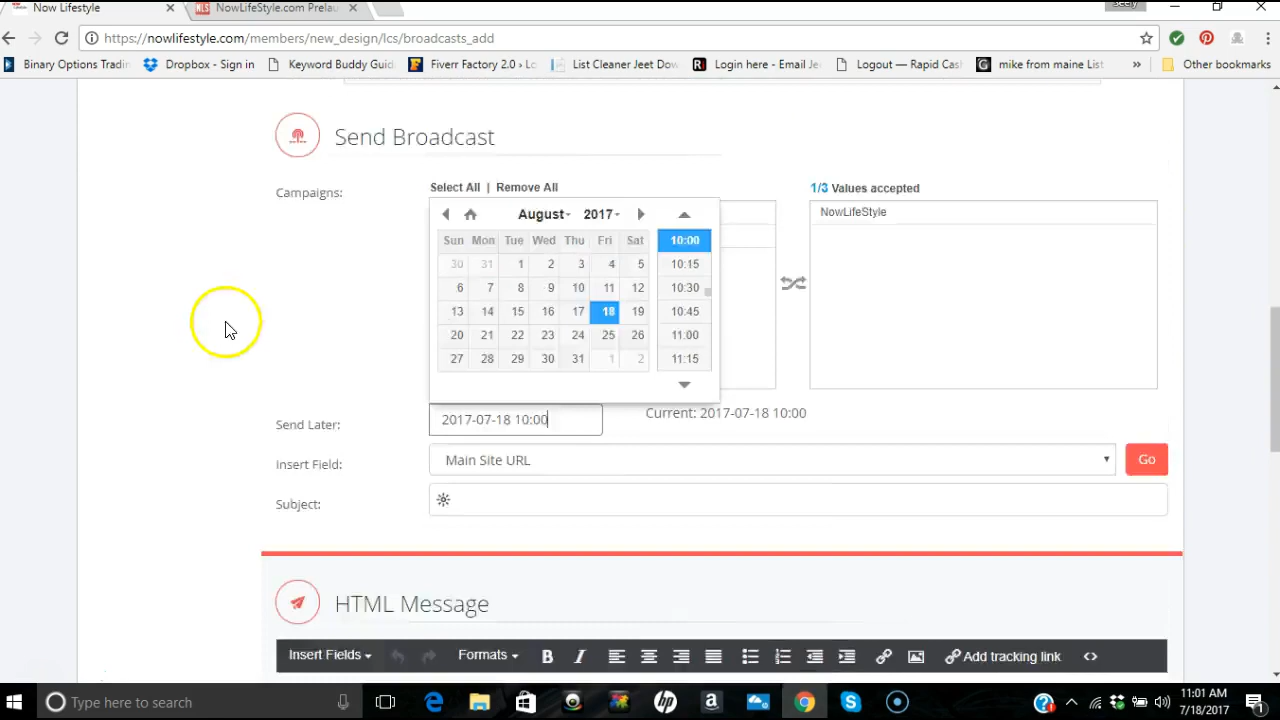 Now Lifestyle
NowLifeStyle.com Prelau
Seely
https://nowlifestyle.com/members/new_design/lcs/broadcasts_add
Binary Options Tradin
Dropbox - Sign in
Keyword Buddy Guide
Fiverr Factory 2.0 › Lo
List Cleaner Jeet Dow
Login here - Email Je
Logout — Rapid Cas
mike from maine List
»
Other bookmarks
Send Broadcast
Campaigns:
Select All | Remove All
1/3 Values accepted
NowLifeStyle
August 2017
Sun Mon Tue Wed Thu Fri Sat
30 31 1 2 3 4 5
6 7 8 9 10 11 12
13 14 15 16 17 18 19
20 21 22 23 24 25 26
27 28 29 30 31 1 2
10:00
10:15
10:30
10:45
11:00
11:15
Send Later:
2017-07-18 10:00
Current: 2017-07-18 10:00
Insert Field:
Main Site URL
Go
Subject:
HTML Message
Insert Fields
Formats
B
I
Add tracking link
Type here to search
11:01 AM
7/18/2017